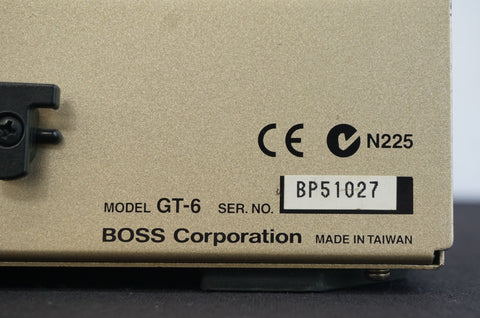 CE N225
BP51027
MODEL GT-6 SER. NO.
BOSS Corporation MADE IN TAIWAN